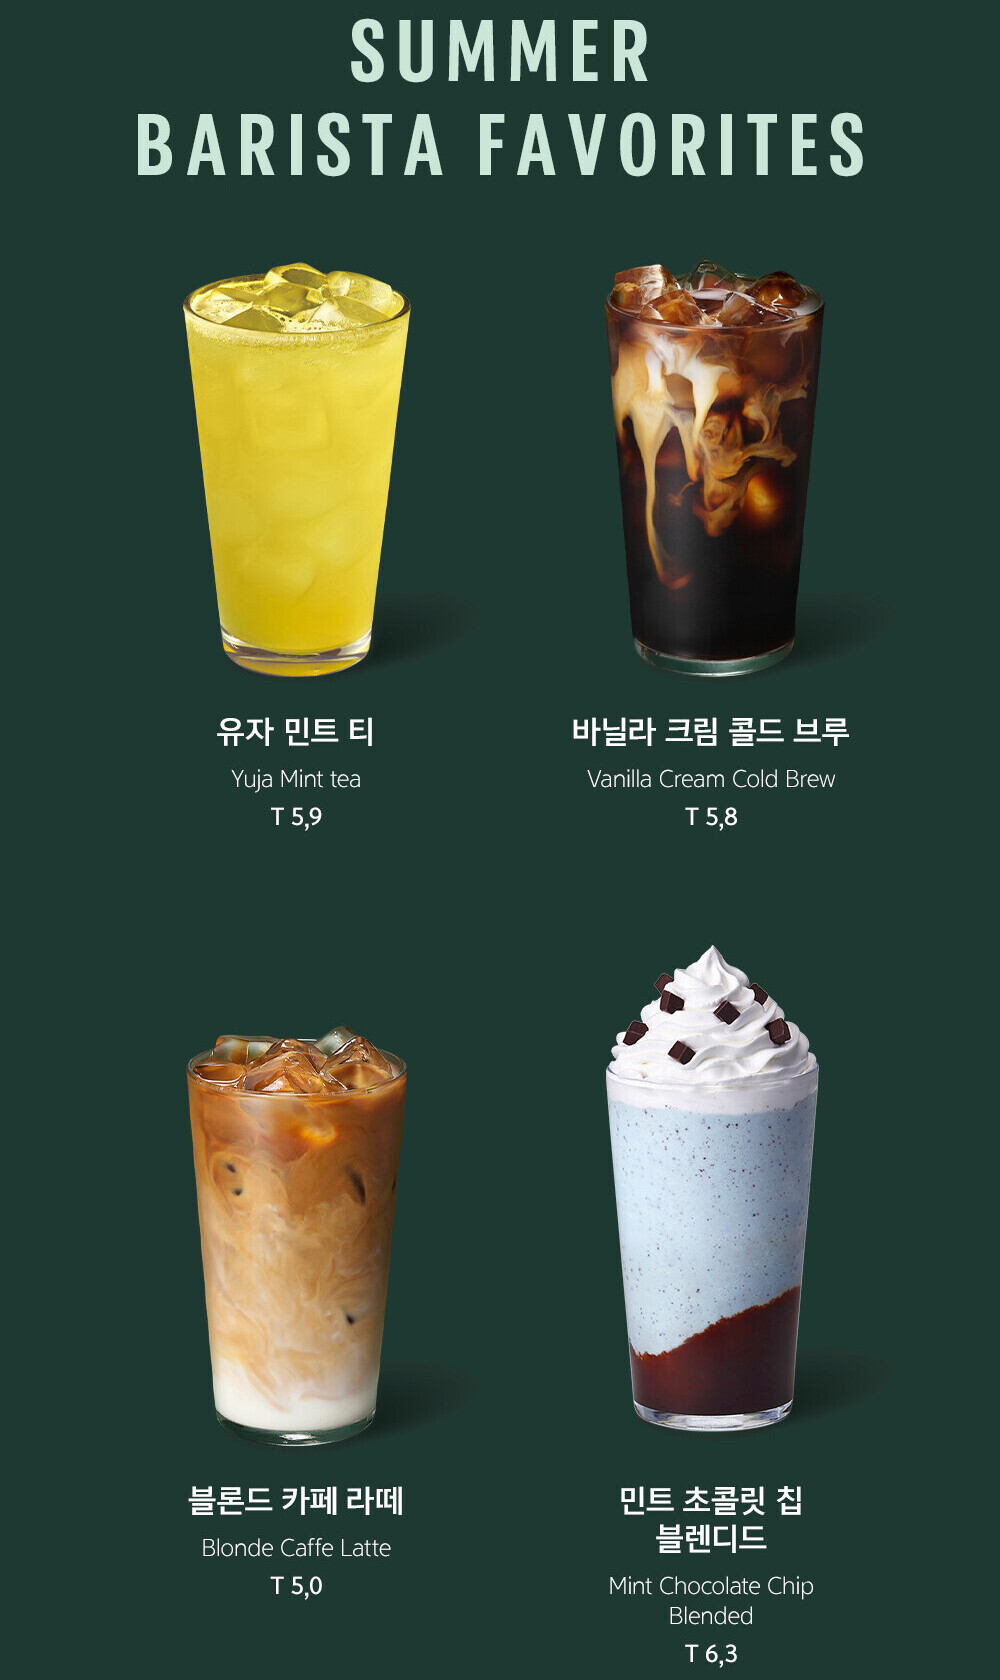 SUMMER
BARISTA FAVORITES
유자 민트 티
Yuja Mint tea
T 5,9
바닐라 크림 콜드 브루
Vanilla Cream Cold Brew
T 5,8
블론드 카페 라떼
Blonde Caffe Latte
T 5,0
민트 초콜릿 칩
블렌디드
Mint Chocolate Chip
Blended
T 6,3